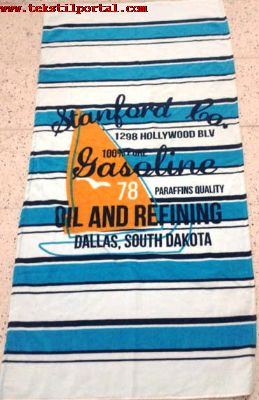 www.tekstilportal.com
Stanford Co.
1298 HOLLYWOOD BLV
100% PURE
Gasoline
78
PARAFFINS QUALITY
OIL AND REFINING
DALLAS, SOUTH DAKOTA